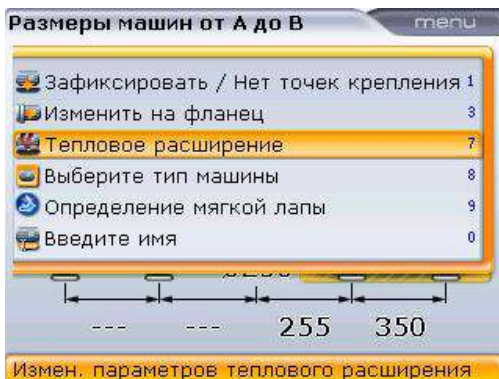 Размеры машин от А до В
menu
Зафиксировать / Нет точек крепления 1
Изменить на фланец 3
Тепловое расширение 7
Выберите тип машины 8
Определение мягкой лапы 9
Введите имя 0
--- --- 255 350
Измен. параметров теплового расширения